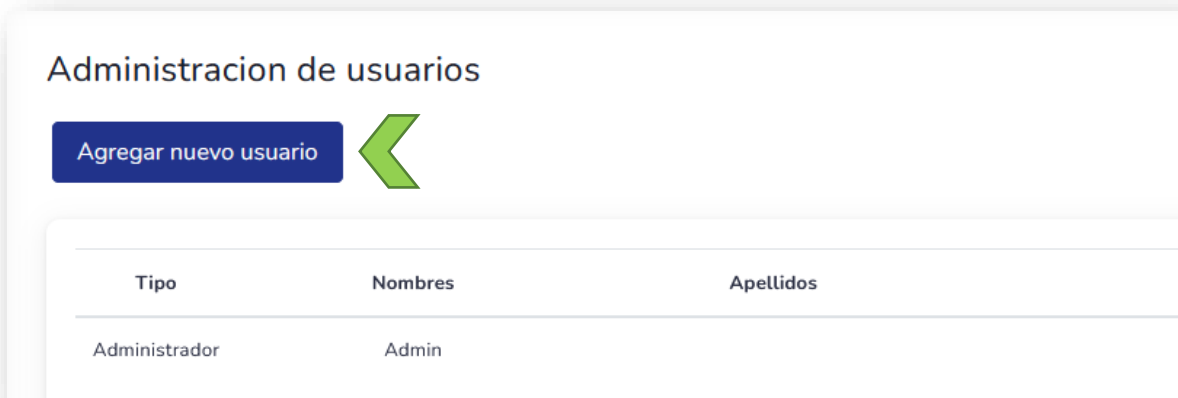 Administracion de usuarios
Agregar nuevo usuario
Tipo Nombres Apellidos
Administrador Admin